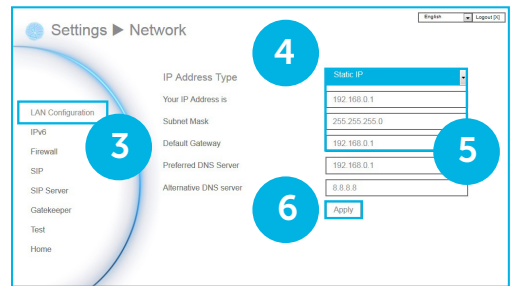 English
Logout [X]
Settings ▶ Network
4
IP Address Type
Static IP
Your IP Address is
192.168.0.1
LAN Configuration
Subnet Mask
255.255.255.0
IPv6
3
Default Gateway
192.168.0.1
5
Firewall
Preferred DNS Server
192.168.0.1
SIP
Alternative DNS server
8.8.8.8
SIP Server
6
Apply
Gatekeeper
Test
Home